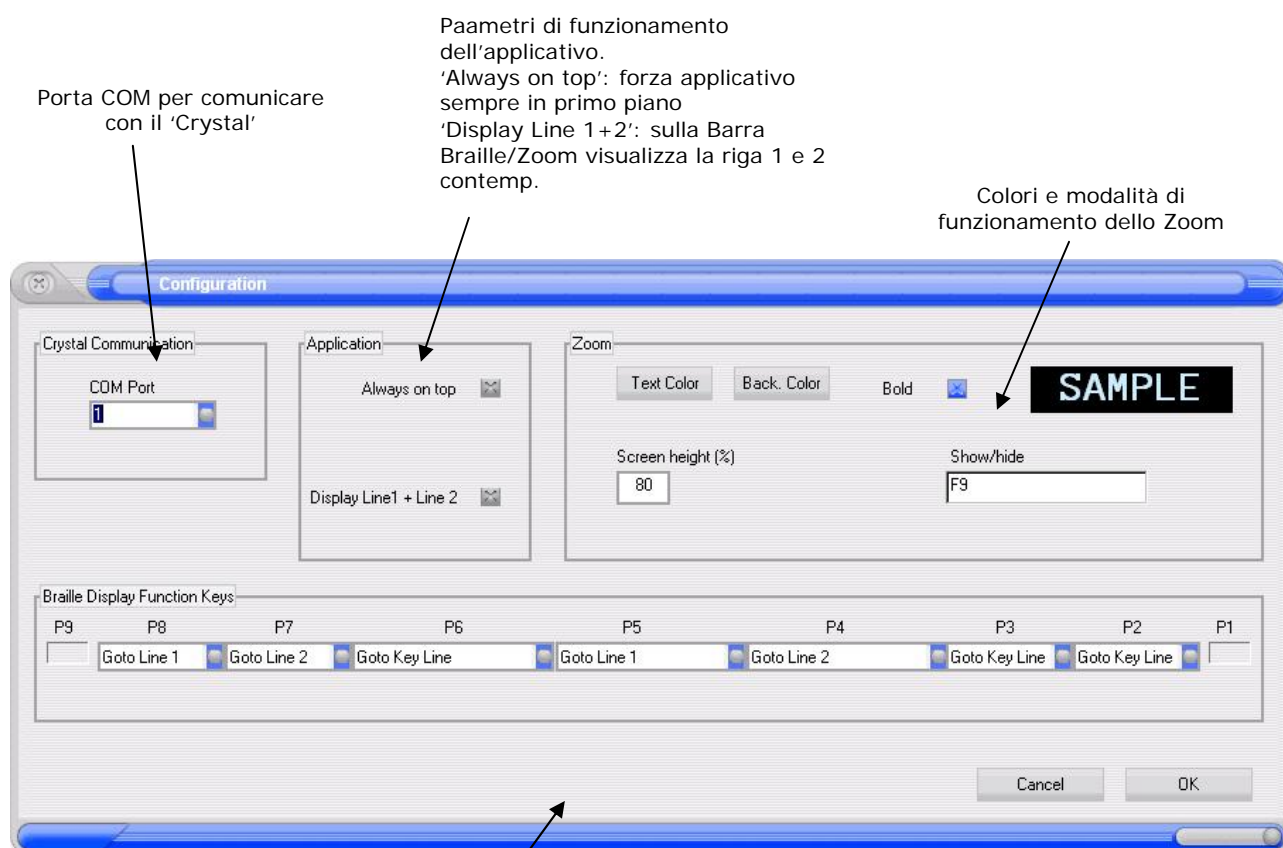 Paametri di funzionamento
dell'applicativo.
'Always on top': forza applicativo
sempre in primo piano
'Display Line 1+2': sulla Barra
Braille/Zoom visualizza la riga 1 e 2
contemp.
Porta COM per comunicare
con il 'Crystal'
Colori e modalità di
funzionamento dello Zoom
Configuration
Crystal Communication
COM Port
1
Application
Always on top
Display Line1 + Line 2
Zoom
Text Color
Back. Color
Bold
SAMPLE
Screen height (%)
80
Show/hide
F9
Braille Display Function Keys
P9 P8 P7 P6 P5 P4 P3 P2 P1
Goto Line 1 Goto Line 2 Goto Key Line Goto Line 1 Goto Line 2 Goto Key Line Goto Key Line
Cancel OK